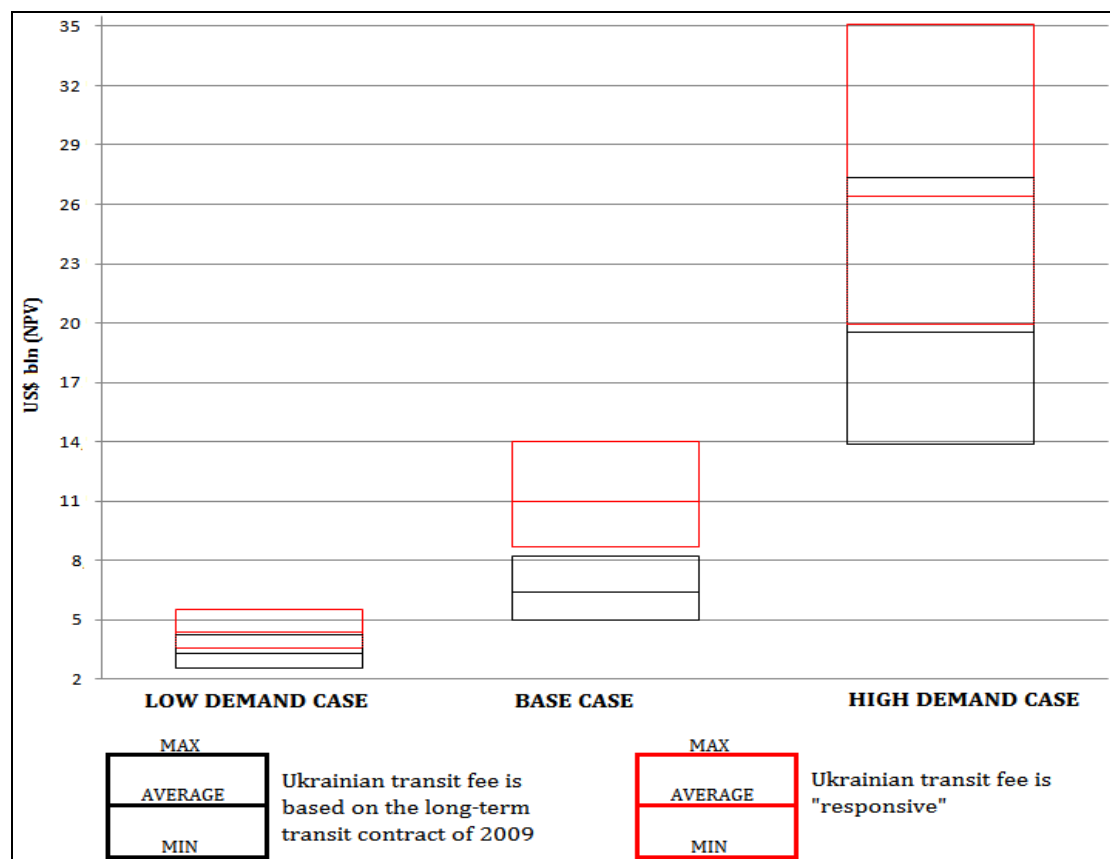 35
32
29
26
23
20
17
14
11
8
5
2
US$ bln (NPV)
LOW DEMAND CASE
BASE CASE
HIGH DEMAND CASE
MAX
AVERAGE
MIN
Ukrainian transit fee is
based on the long-term
transit contract of 2009
MAX
AVERAGE
MIN
Ukrainian transit fee is
"responsive"